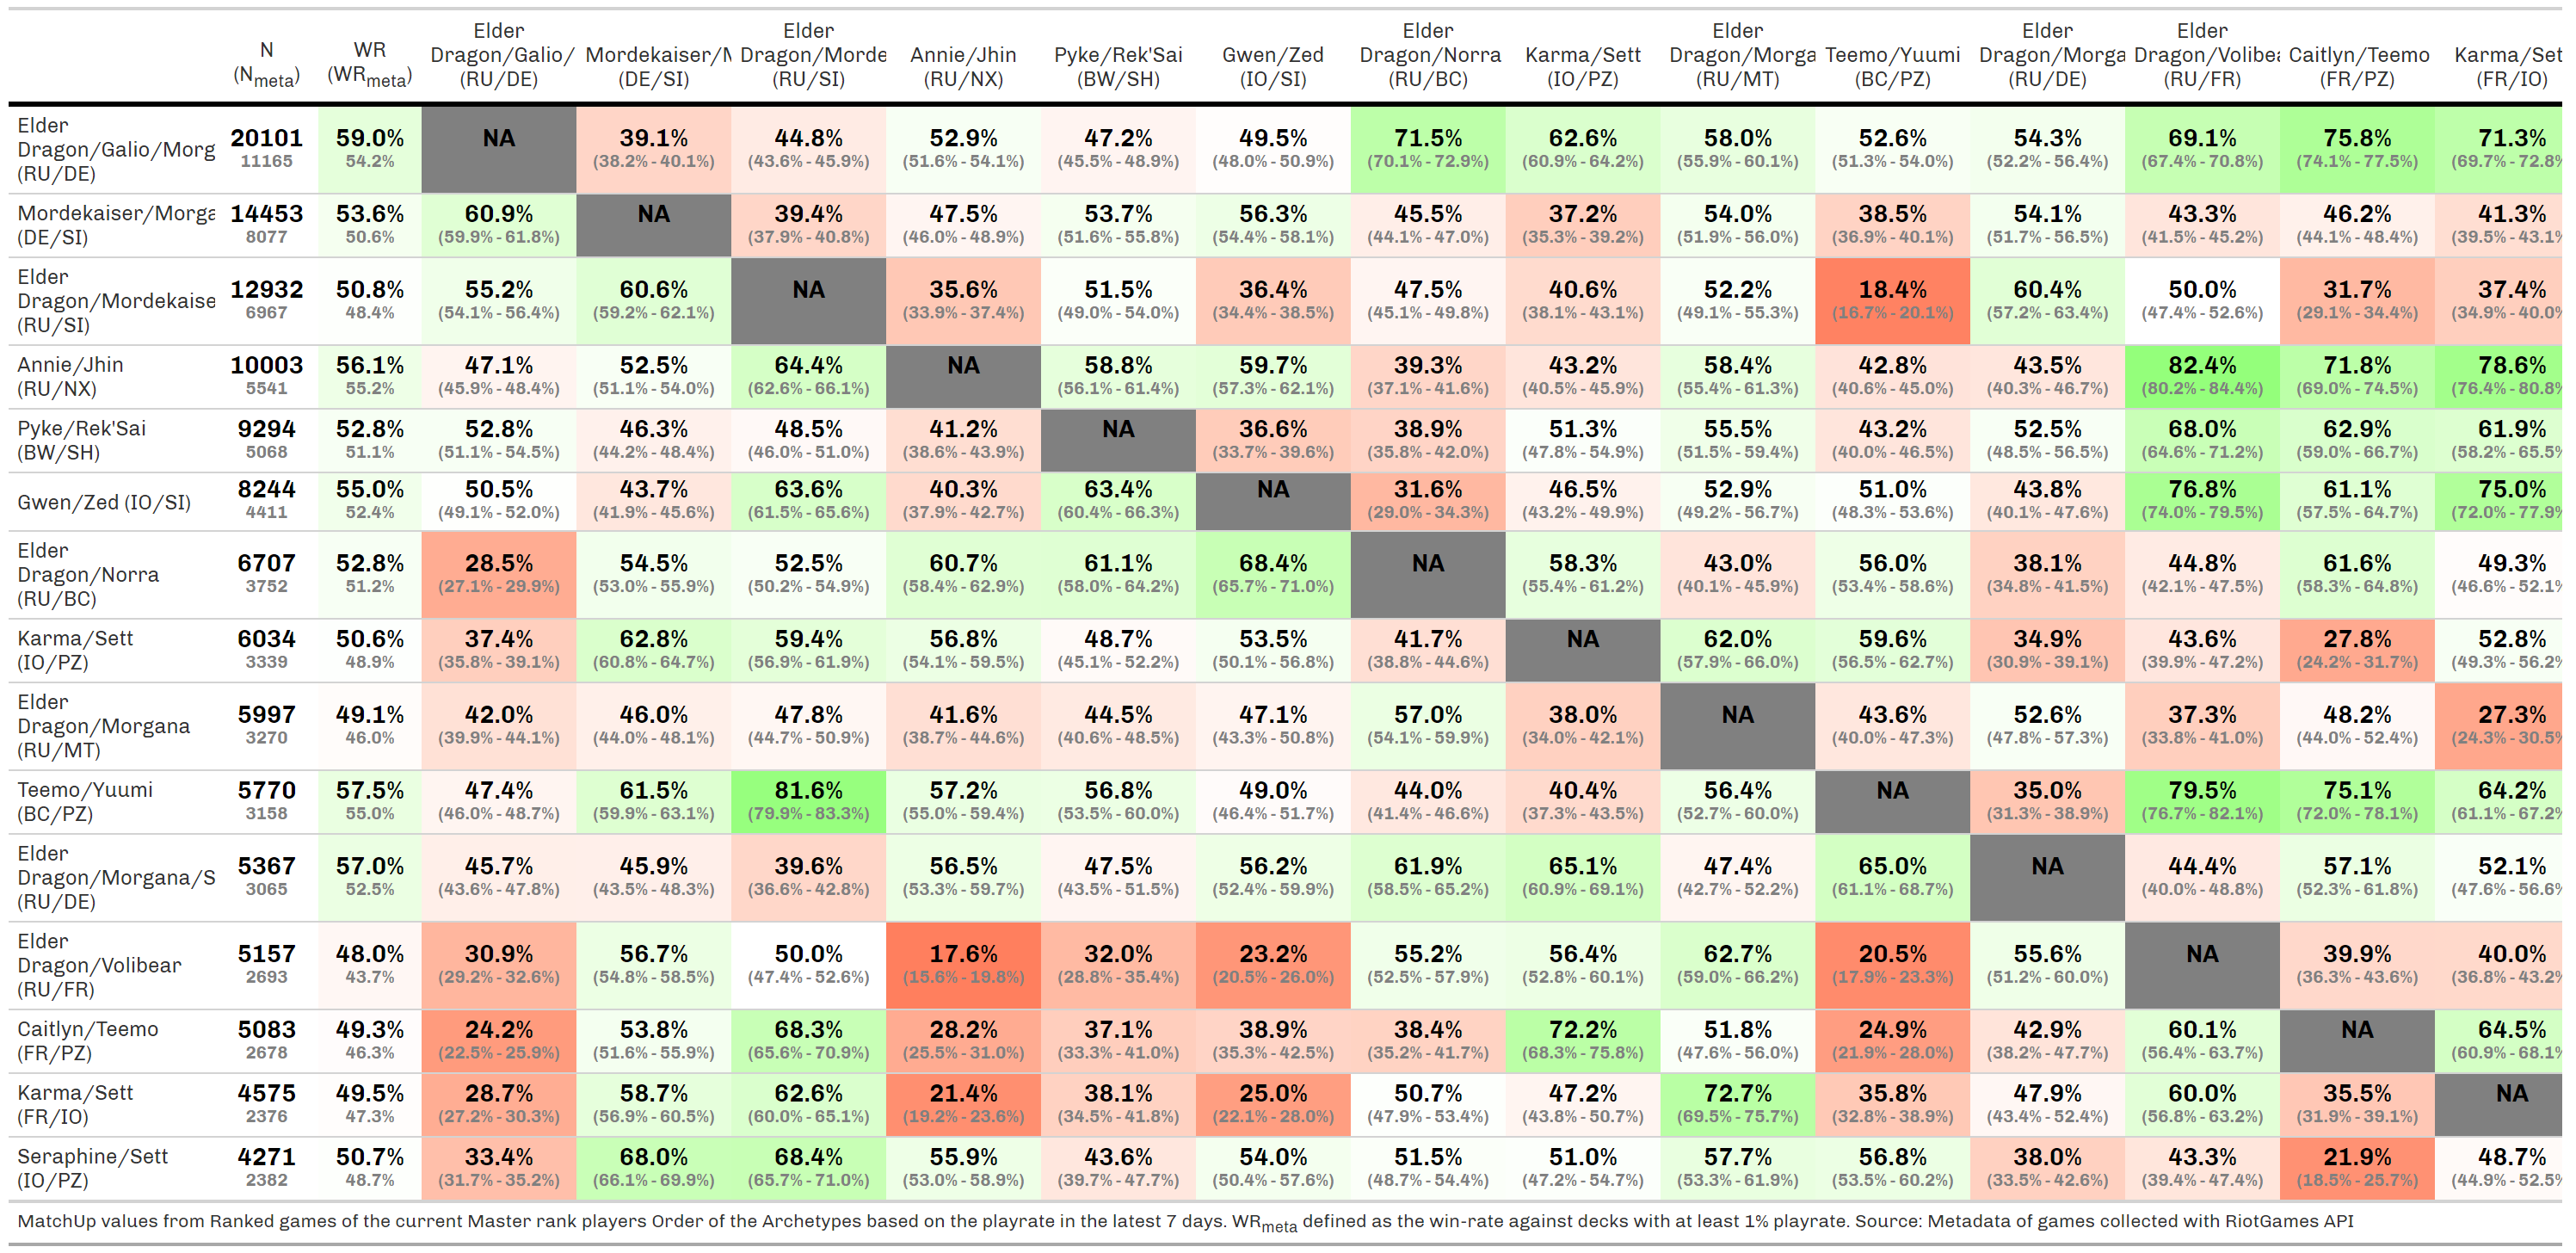 N (Nmeta) WR (WRmeta) Elder Dragon/Galio/ (RU/DE) Mordekaiser/M (DE/SI) Elder Dragon/Morde (RU/SI) Annie/Jhin (RU/NX) Pyke/Rek'Sai (BW/SH) Gwen/Zed (IO/SI) Elder Dragon/Norra (RU/BC) Karma/Sett (IO/PZ) Elder Dragon/Morga (RU/MT) Teemo/Yuumi (BC/PZ) Elder Dragon/Morga (RU/DE) Elder Dragon/Volibea (RU/FR) Caitlyn/Teemo (FR/PZ) Karma/Set (FR/IO)
Elder Dragon/Galio/Morg (RU/DE)
20101 59.0% NA 39.1% 44.8% 52.9% 47.2% 49.5% 71.5% 62.6% 58.0% 52.6% 54.3% 69.1% 75.8% 71.3%
11165 54.2% (38.2% - 40.1%) (43.6% - 45.9%) (51.6% - 54.1%) (45.5% - 48.9%) (48.0% - 50.9%) (70.1% - 72.9%) (60.9% - 64.2%) (55.9% - 60.1%) (51.3% - 54.0%) (52.2% - 56.4%) (67.4% - 70.8%) (74.1% - 77.5%) (69.7% - 72.8%
Mordekaiser/Morga (DE/SI)
14453 53.6% 60.9% NA 39.4% 47.5% 53.7% 56.3% 45.5% 37.2% 54.0% 38.5% 54.1% 43.3% 46.2% 41.3%
8077 50.6% (59.9% - 61.8%) (37.9% - 40.8%) (46.0% - 48.9%) (51.6% - 55.8%) (54.4% - 58.1%) (44.1% - 47.0%) (35.3% - 39.2%) (51.9% - 56.0%) (36.9% - 40.1%) (51.7% - 56.5%) (41.5% - 45.2%) (44.1% - 48.4%) (39.5% - 43.1%
Elder Dragon/Mordekaise (RU/SI)
12932 50.8% 55.2% 60.6% NA 35.6% 51.5% 36.4% 47.5% 40.6% 52.2% 18.4% 60.4% 50.0% 31.7% 37.4%
6967 48.4% (54.1% - 56.4%) (59.2% - 62.1%) (33.9% - 37.4%) (49.0% - 54.0%) (34.4% - 38.5%) (45.1% - 49.8%) (38.1% - 43.1%) (49.1% - 55.3%) (16.7% - 20.1%) (57.2% - 63.4%) (47.4% - 52.6%) (29.1% - 34.4%) (34.9% - 40.0%
Annie/Jhin (RU/NX)
10003 56.1% 47.1% 52.5% 64.4% NA 58.8% 59.7% 39.3% 43.2% 58.4% 42.8% 43.5% 82.4% 71.8% 78.6%
5541 55.2% (45.9% - 48.4%) (51.1% - 54.0%) (62.6% - 66.1%) (56.1% - 61.4%) (57.3% - 62.1%) (37.1% - 41.6%) (40.5% - 45.9%) (55.4% - 61.3%) (40.6% - 45.0%) (40.3% - 46.7%) (80.2% - 84.4%) (69.0% - 74.5%) (76.4% - 80.8%
Pyke/Rek'Sai (BW/SH)
9294 52.8% 52.8% 46.3% 48.5% 41.2% NA 36.6% 38.9% 51.3% 55.5% 43.2% 52.5% 68.0% 62.9% 61.9%
5068 51.1% (51.1% - 54.5%) (44.2% - 48.4%) (46.0% - 51.0%) (38.6% - 43.9%) (33.7% - 39.6%) (35.8% - 42.0%) (47.8% - 54.9%) (51.5% - 59.4%) (40.0% - 46.5%) (48.5% - 56.5%) (64.6% - 71.2%) (59.0% - 66.7%) (58.2% - 65.5%
Gwen/Zed (IO/SI)
8244 55.0% 50.5% 43.7% 63.6% 40.3% 63.4% NA 31.6% 46.5% 52.9% 51.0% 43.8% 76.8% 61.1% 75.0%
4411 52.4% (49.1% - 52.0%) (41.9% - 45.6%) (61.5% - 65.6%) (37.9% - 42.7%) (60.4% - 66.3%) (29.0% - 34.3%) (43.2% - 49.9%) (49.2% - 56.7%) (48.3% - 53.6%) (40.1% - 47.6%) (74.0% - 79.5%) (57.5% - 64.7%) (72.0% - 77.9%
Elder Dragon/Norra (RU/BC)
6707 52.8% 28.5% 54.5% 52.5% 60.7% 61.1% 68.4% NA 58.3% 43.0% 56.0% 38.1% 44.8% 61.6% 49.3%
3752 51.2% (27.1% - 29.9%) (53.0% - 55.9%) (50.2% - 54.9%) (58.4% - 62.9%) (58.0% - 64.2%) (65.7% - 71.0%) (55.4% - 61.2%) (40.1% - 45.9%) (53.4% - 58.6%) (34.8% - 41.5%) (42.1% - 47.5%) (58.3% - 64.8%) (46.6% - 52.1%
Karma/Sett (IO/PZ)
6034 50.6% 37.4% 62.8% 59.4% 56.8% 48.7% 53.5% 41.7% NA 62.0% 59.6% 34.9% 43.6% 27.8% 52.8%
3339 48.9% (35.8% - 39.1%) (60.8% - 64.7%) (56.9% - 61.9%) (54.1% - 59.5%) (45.1% - 52.2%) (50.1% - 56.8%) (38.8% - 44.6%) (57.9% - 66.0%) (56.5% - 62.7%) (30.9% - 39.1%) (39.9% - 47.2%) (24.2% - 31.7%) (49.3% - 56.2%
Elder Dragon/Morgana (RU/MT)
5997 49.1% 42.0% 46.0% 47.8% 41.6% 44.5% 47.1% 57.0% 38.0% NA 43.6% 52.6% 37.3% 48.2% 27.3%
3270 46.0% (39.9% - 44.1%) (44.0% - 48.1%) (44.7% - 50.9%) (38.7% - 44.6%) (40.6% - 48.5%) (43.3% - 50.8%) (54.1% - 59.9%) (34.0% - 42.1%) (40.0% - 47.3%) (47.8% - 57.3%) (33.8% - 41.0%) (44.0% - 52.4%) (24.3% - 30.5%
Teemo/Yuumi (BC/PZ)
5770 57.5% 47.4% 61.5% 81.6% 57.2% 56.8% 49.0% 44.0% 40.4% 56.4% NA 35.0% 79.5% 75.1% 64.2%
3158 55.0% (46.0% - 48.7%) (59.9% - 63.1%) (79.9% - 83.3%) (55.0% - 59.4%) (53.5% - 60.0%) (46.4% - 51.7%) (41.4% - 46.6%) (37.3% - 43.5%) (52.7% - 60.0%) (31.3% - 38.9%) (76.7% - 82.1%) (72.0% - 78.1%) (61.1% - 67.2%
Elder Dragon/Morgana/S (RU/DE)
5367 57.0% 45.7% 45.9% 39.6% 56.5% 47.5% 56.2% 61.9% 65.1% 47.4% 65.0% NA 44.4% 57.1% 52.1%
3065 52.5% (43.6% - 47.8%) (43.5% - 48.3%) (36.6% - 42.8%) (53.3% - 59.7%) (43.5% - 51.5%) (52.4% - 59.9%) (58.5% - 65.2%) (60.9% - 69.1%) (42.7% - 52.2%) (61.1% - 68.7%) (40.0% - 48.8%) (52.3% - 61.8%) (47.6% - 56.6%
Elder Dragon/Volibear (RU/FR)
5157 48.0% 30.9% 56.7% 50.0% 17.6% 32.0% 23.2% 55.2% 56.4% 62.7% 20.5% 55.6% NA 39.9% 40.0%
2693 43.7% (29.2% - 32.6%) (54.8% - 58.5%) (47.4% - 52.6%) (15.6% - 19.8%) (28.8% - 35.4%) (20.5% - 26.0%) (52.5% - 57.9%) (52.8% - 60.1%) (59.0% - 66.2%) (17.9% - 23.3%) (51.2% - 60.0%) (36.3% - 43.6%) (36.8% - 43.2%
Caitlyn/Teemo (FR/PZ)
5083 49.3% 24.2% 53.8% 68.3% 28.2% 37.1% 38.9% 38.4% 72.2% 51.8% 24.9% 42.9% 60.1% NA 64.5%
2678 46.3% (22.5% - 25.9%) (51.6% - 55.9%) (65.6% - 70.9%) (25.5% - 31.0%) (33.3% - 41.0%) (35.3% - 42.5%) (35.2% - 41.7%) (68.3% - 75.8%) (47.6% - 56.0%) (21.9% - 28.0%) (38.2% - 47.7%) (56.4% - 63.7%) (60.9% - 68.1%
Karma/Sett (FR/IO)
4575 49.5% 28.7% 58.7% 62.6% 21.4% 38.1% 25.0% 50.7% 47.2% 72.7% 35.8% 47.9% 60.0% 35.5% NA
2376 47.3% (27.2% - 30.3%) (56.9% - 60.5%) (60.0% - 65.1%) (19.2% - 23.6%) (34.5% - 41.8%) (22.1% - 28.0%) (47.9% - 53.4%) (43.8% - 50.7%) (69.5% - 75.7%) (32.8% - 38.9%) (43.4% - 52.4%) (56.8% - 63.2%) (31.9% - 39.1%)
Seraphine/Sett (IO/PZ)
4271 50.7% 33.4% 68.0% 68.4% 55.9% 43.6% 54.0% 51.5% 51.0% 57.7% 56.8% 38.0% 43.3% 21.9% 48.7%
2382 48.7% (31.7% - 35.2%) (66.1% - 69.9%) (65.7% - 71.0%) (53.0% - 58.9%) (39.7% - 47.7%) (50.4% - 57.6%) (48.7% - 54.4%) (47.2% - 54.7%) (53.3% - 61.9%) (53.5% - 60.2%) (33.5% - 42.6%) (39.4% - 47.4%) (18.5% - 25.7%) (44.9% - 52.5%
MatchUp values from Ranked games of the current Master rank players Order of the Archetypes based on the playrate in the latest 7 days. WRmeta defined as the win-rate against decks with at least 1% playrate. Source: Metadata of games collected with RiotGames API